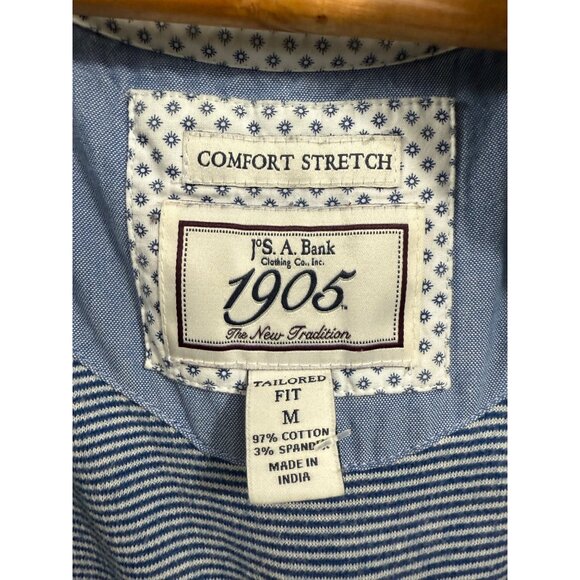 COMFORT STRETCH
JoS. A. Bank
Clothing Co., Inc.
1905™
The New Tradition
TAILORED
FIT
M
97% COTTON
3% SPANDEX
MADE IN
INDIA